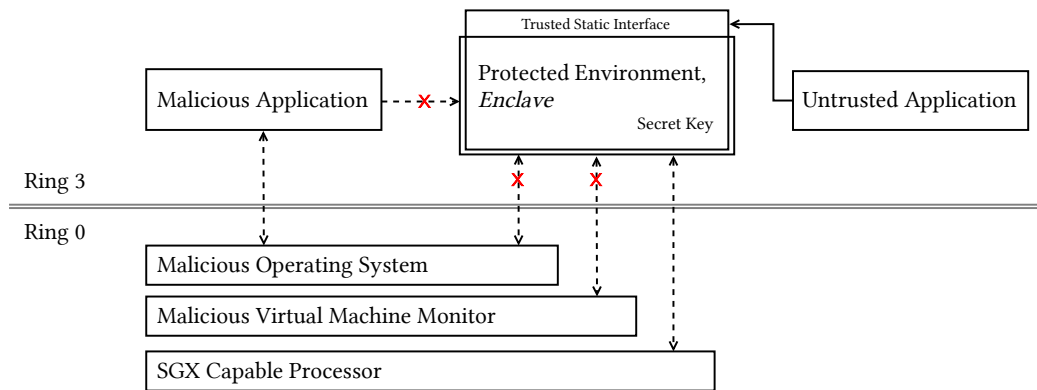 Trusted Static Interface
Protected Environment,
Enclave
Secret Key
Malicious Application
Untrusted Application
Ring 3
Ring 0
Malicious Operating System
Malicious Virtual Machine Monitor
SGX Capable Processor